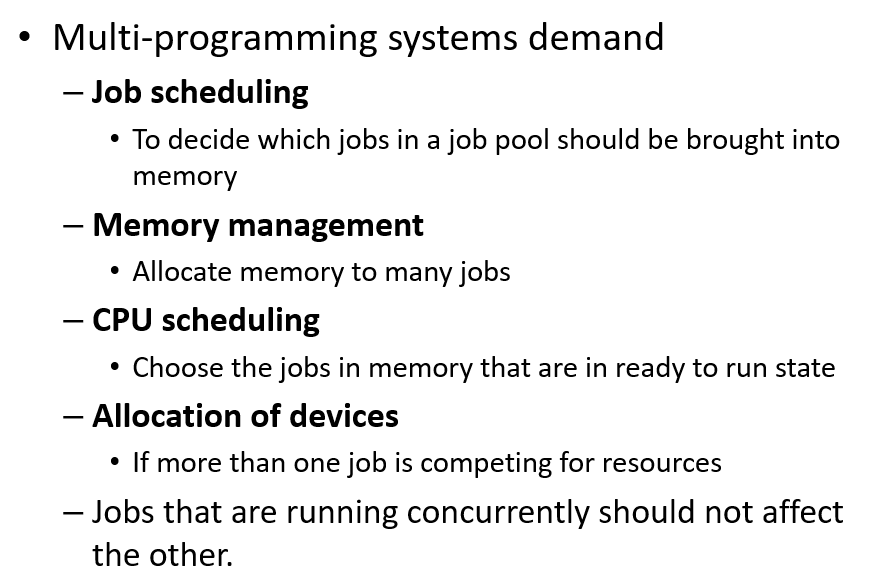 • Multi-programming systems demand
– Job scheduling
• To decide which jobs in a job pool should be brought into
memory
– Memory management
• Allocate memory to many jobs
– CPU scheduling
• Choose the jobs in memory that are in ready to run state
– Allocation of devices
• If more than one job is competing for resources
– Jobs that are running concurrently should not affect
the other.